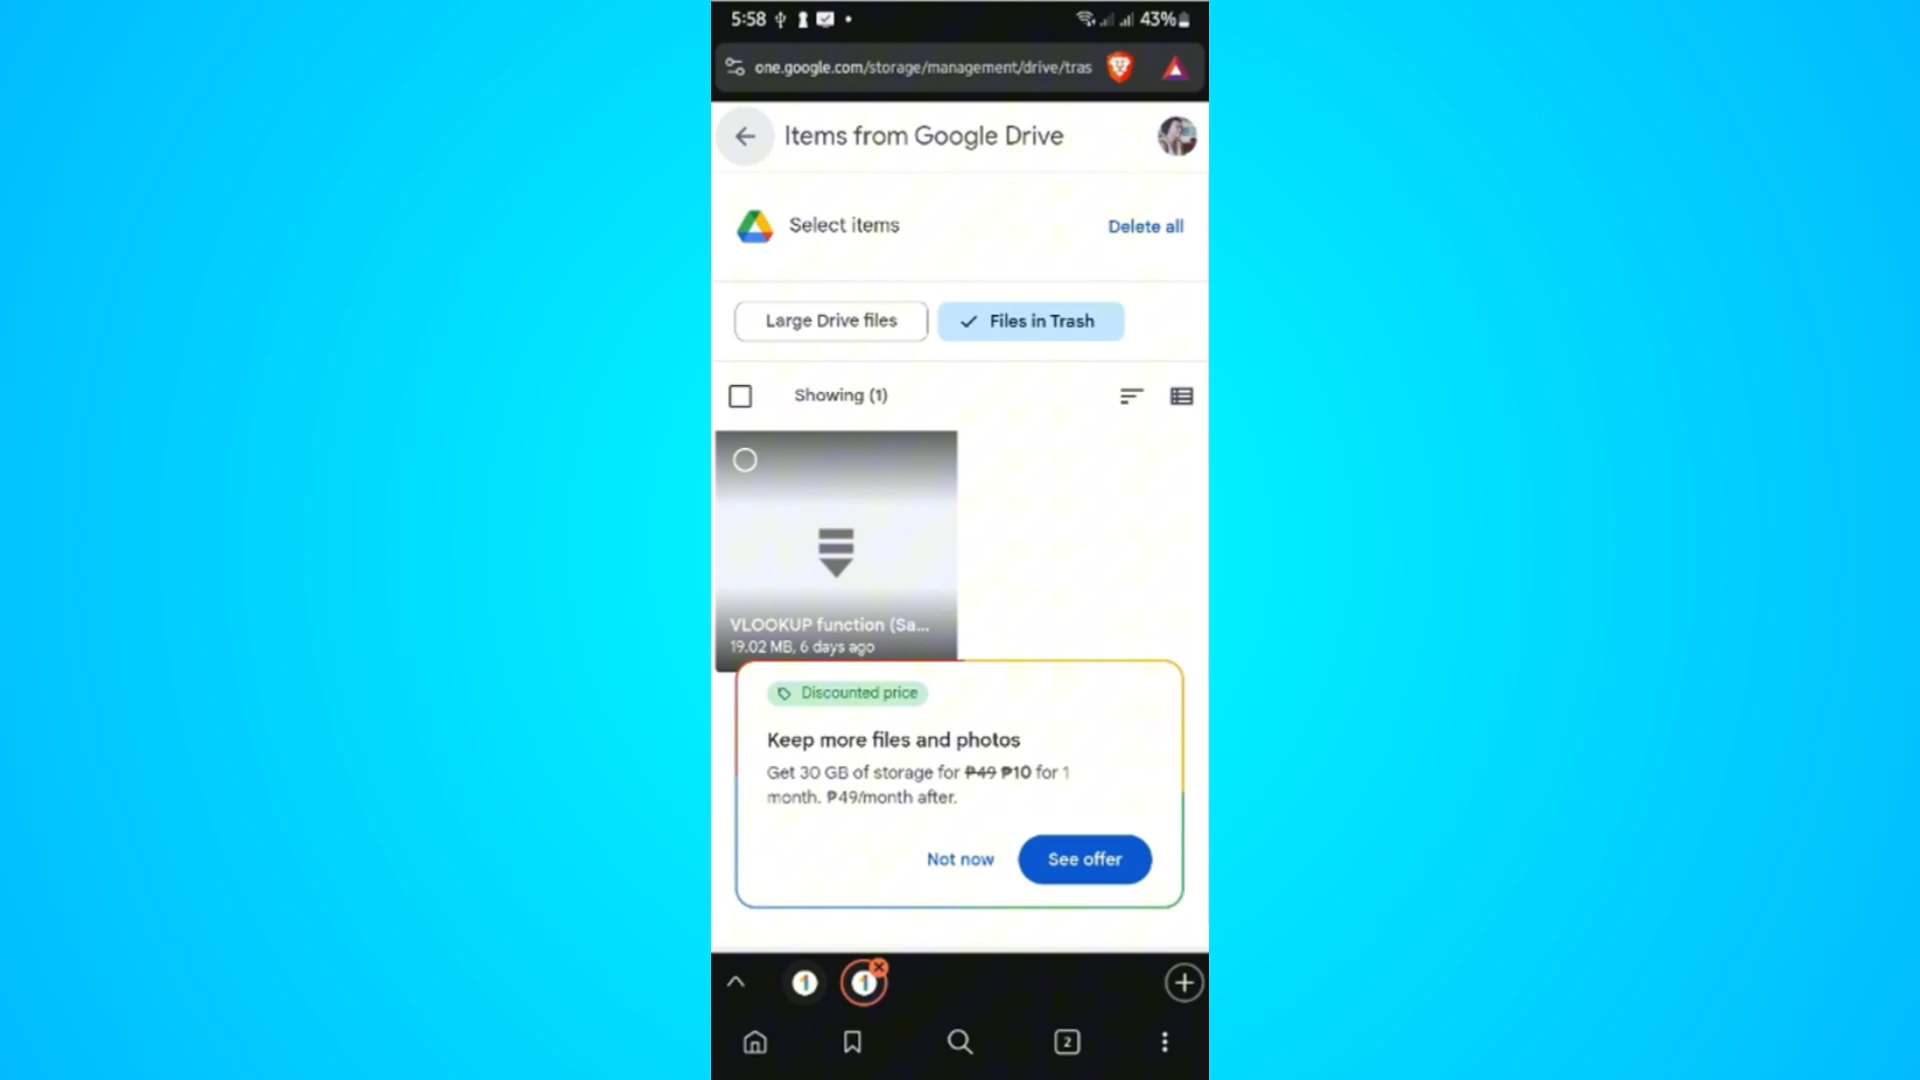 5:58
43%
one.google.com/storage/management/drive/tras
Items from Google Drive
Select items
Delete all
Large Drive files
Files in Trash
Showing (1)
VLOOKUP function (Sa...
19.02 MB, 6 days ago
Discounted price
Keep more files and photos
Get 30 GB of storage for ₱49 ₱10 for 1
month. ₱49/month after.
Not now
See offer
1
1
2